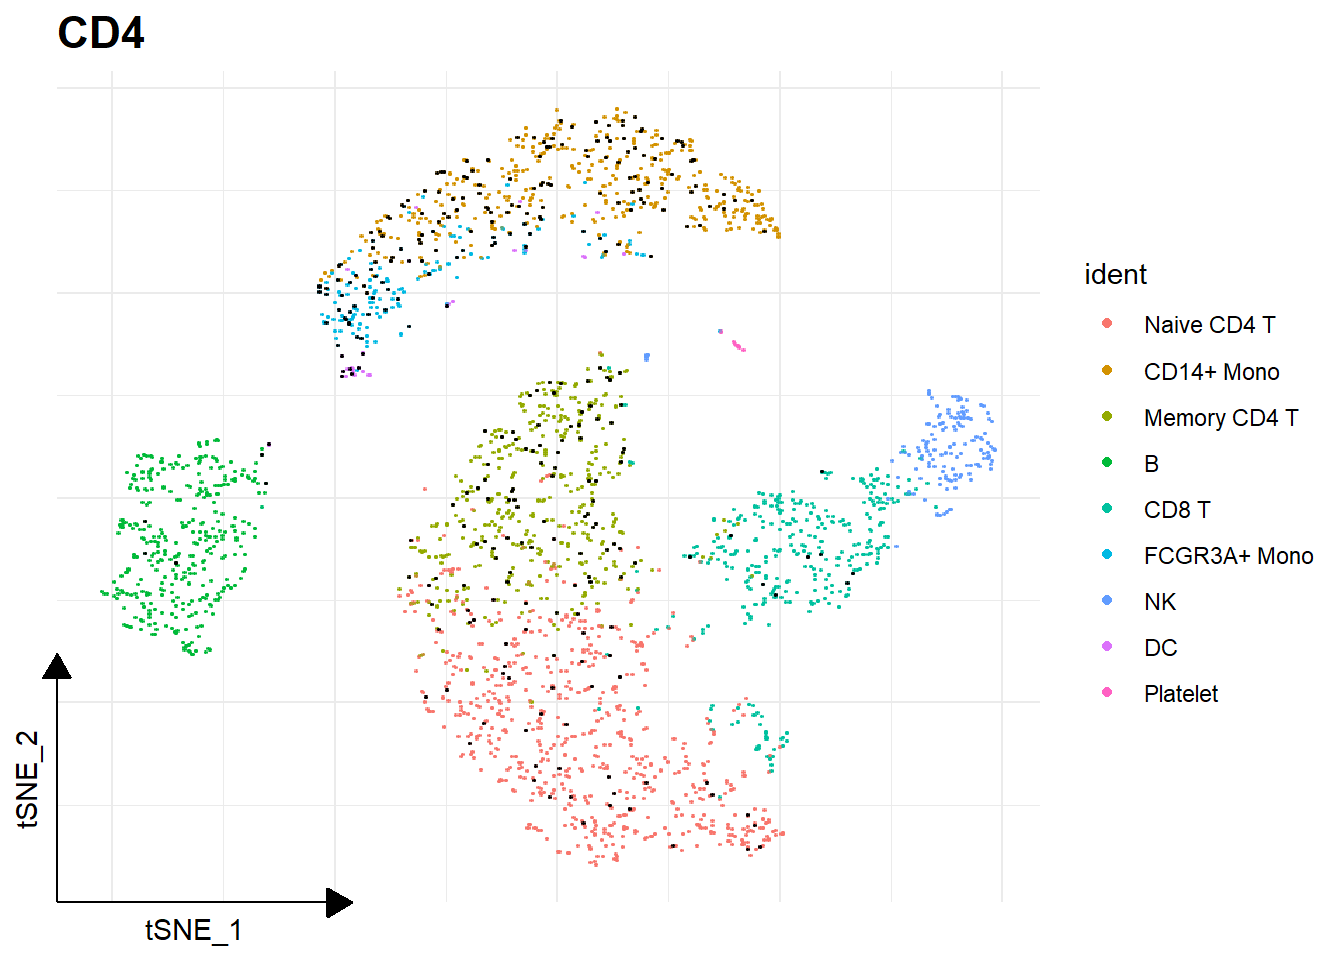 CD4
ident
Naive CD4 T
CD14+ Mono
Memory CD4 T
B
CD8 T
FCGR3A+ Mono
NK
DC
Platelet
tSNE_2
tSNE_1